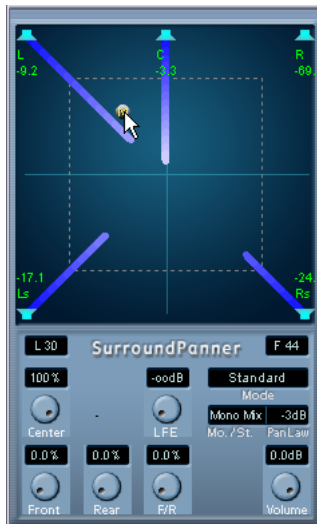 L C R
-9.2 -3.3 -69.
-17.1 -24.
Ls Rs
L 30 SurroundPanner F 44
100 % -oodB Standard
Mode
Mono Mix -3dB
Center - LFE Mo./St. PanLaw
0.0 % 0.0 % 0.0 % 0.0dB
Front Rear F/R Volume